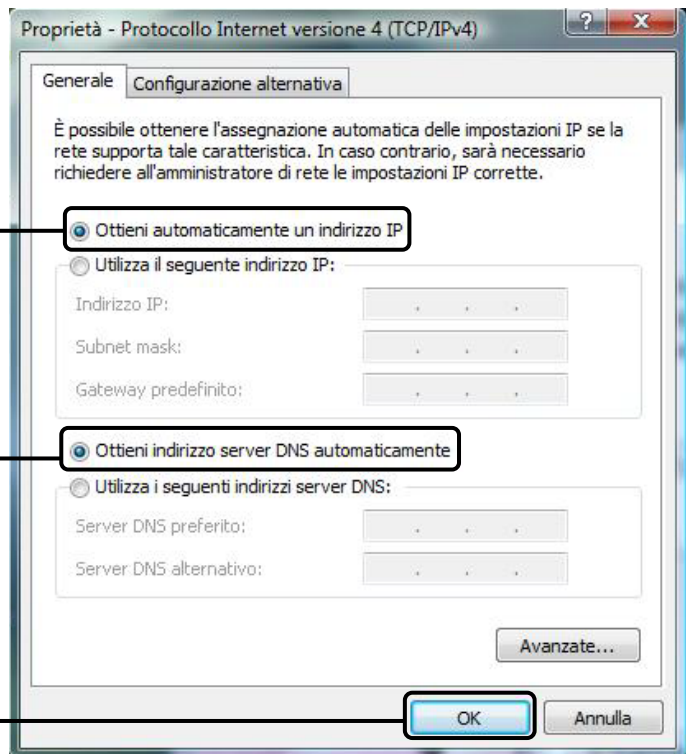 Proprietà - Protocollo Internet versione 4 (TCP/IPv4)
?
X
Generale
Configurazione alternativa
È possibile ottenere l'assegnazione automatica delle impostazioni IP se la
rete supporta tale caratteristica. In caso contrario, sarà necessario
richiedere all'amministratore di rete le impostazioni IP corrette.
Ottieni automaticamente un indirizzo IP
Utilizza il seguente indirizzo IP:
Indirizzo IP:
. . .
Subnet mask:
. . .
Gateway predefinito:
. . .
Ottieni indirizzo server DNS automaticamente
Utilizza i seguenti indirizzi server DNS:
Server DNS preferito:
. . .
Server DNS alternativo:
. . .
Avanzate...
OK
Annulla